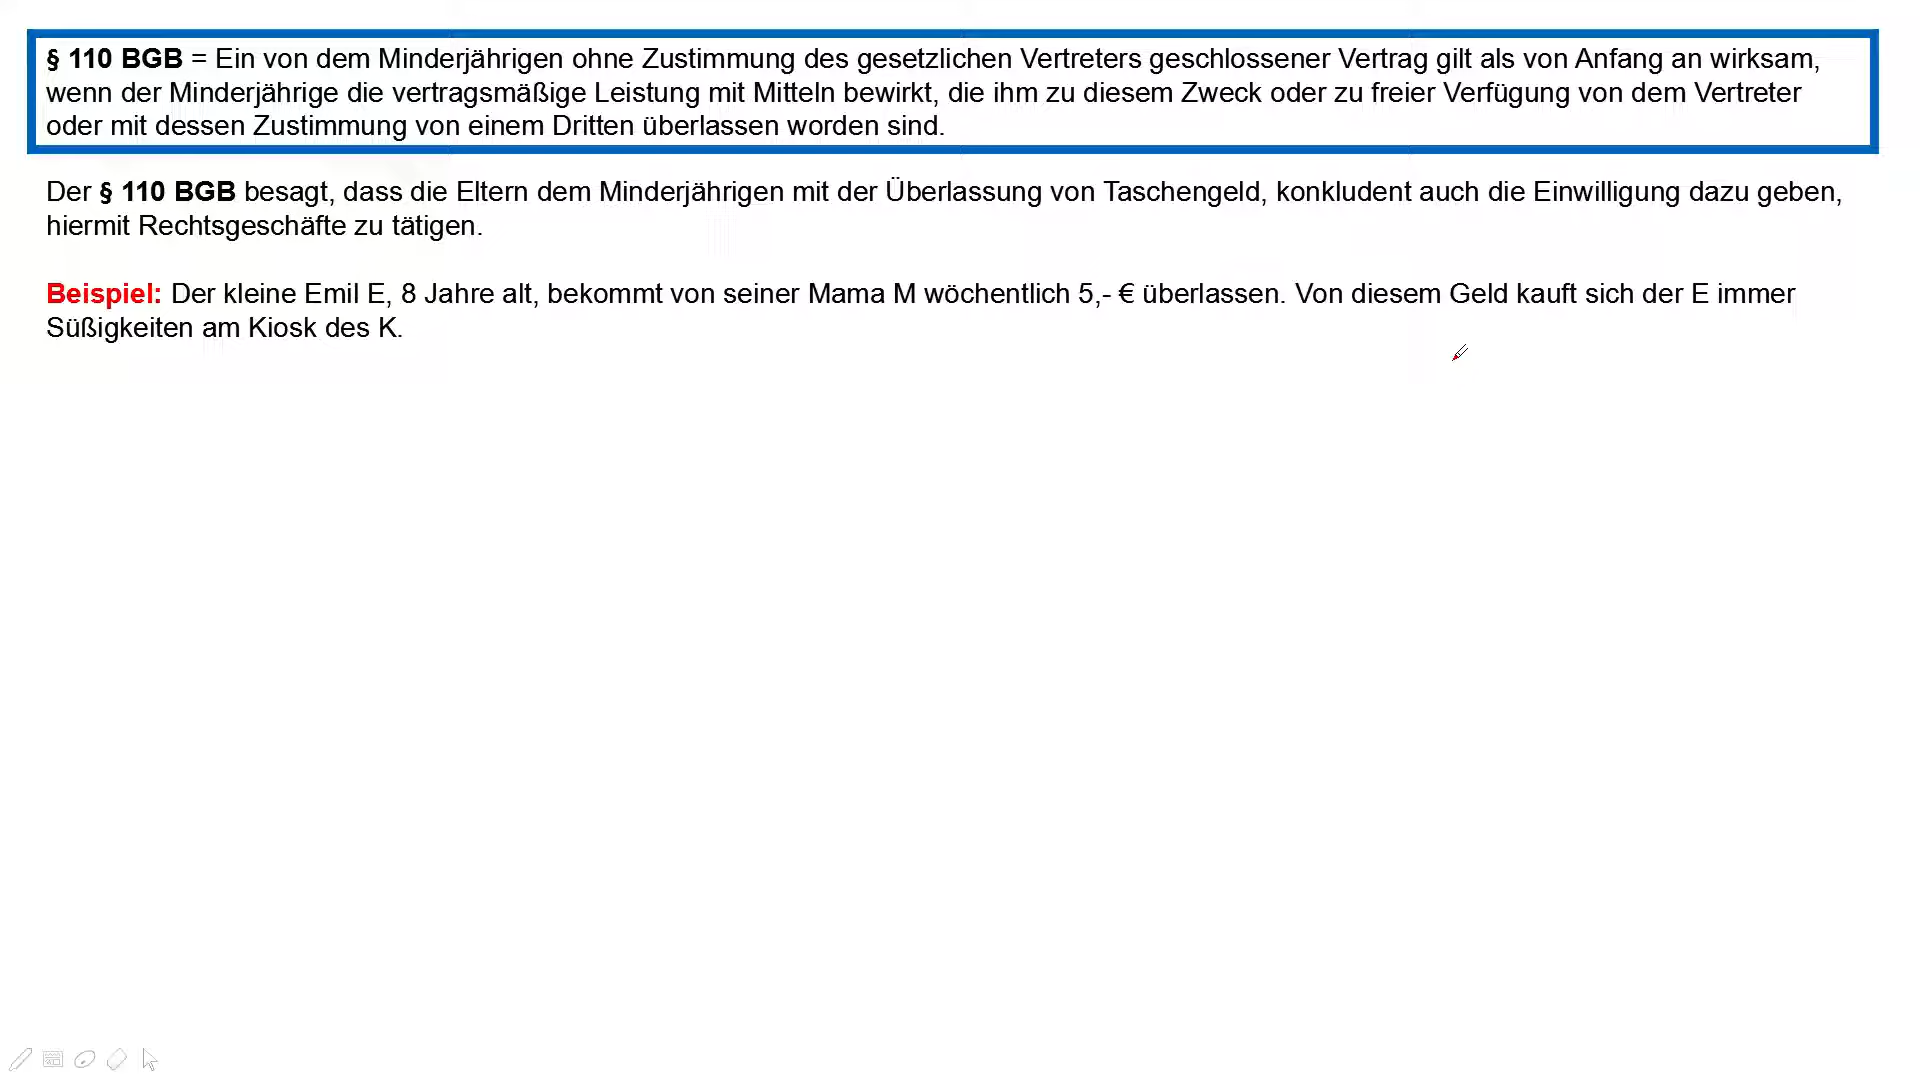 § 110 BGB = Ein von dem Minderjährigen ohne Zustimmung des gesetzlichen Vertreters geschlossener Vertrag gilt als von Anfang an wirksam,
wenn der Minderjährige die vertragsmäßige Leistung mit Mitteln bewirkt, die ihm zu diesem Zweck oder zu freier Verfügung von dem Vertreter
oder mit dessen Zustimmung von einem Dritten überlassen worden sind.
Der § 110 BGB besagt, dass die Eltern dem Minderjährigen mit der Überlassung von Taschengeld, konkludent auch die Einwilligung dazu geben,
hiermit Rechtsgeschäfte zu tätigen.
Beispiel: Der kleine Emil E, 8 Jahre alt, bekommt von seiner Mama M wöchentlich 5,- € überlassen. Von diesem Geld kauft sich der E immer
Süßigkeiten am Kiosk des K.